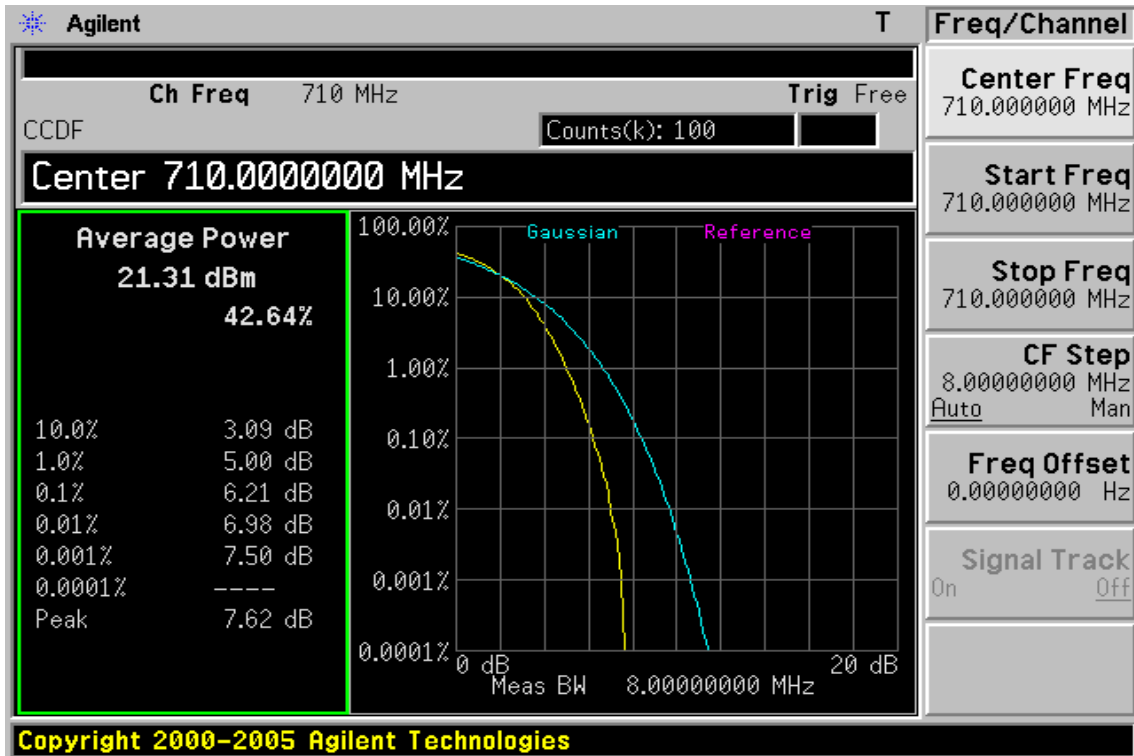 Agilent
T
Freq/Channel
Ch Freq 710 MHz
Trig Free
CCDF
Counts(k): 100
Center 710.0000000 MHz
Average Power
21.31 dBm
42.64%
10.0% 3.09 dB
1.0% 5.00 dB
0.1% 6.21 dB
0.01% 6.98 dB
0.001% 7.50 dB
0.0001% ----
Peak 7.62 dB
Gaussian
Reference
100.00%
10.00%
1.00%
0.10%
0.01%
0.001%
0.0001%
0 dB
20 dB
Meas BW 8.00000000 MHz
Center Freq
710.000000 MHz
Start Freq
710.000000 MHz
Stop Freq
710.000000 MHz
CF Step
8.00000000 MHz
Auto Man
Freq Offset
0.00000000 Hz
Signal Track
On Off
Copyright 2000-2005 Agilent Technologies